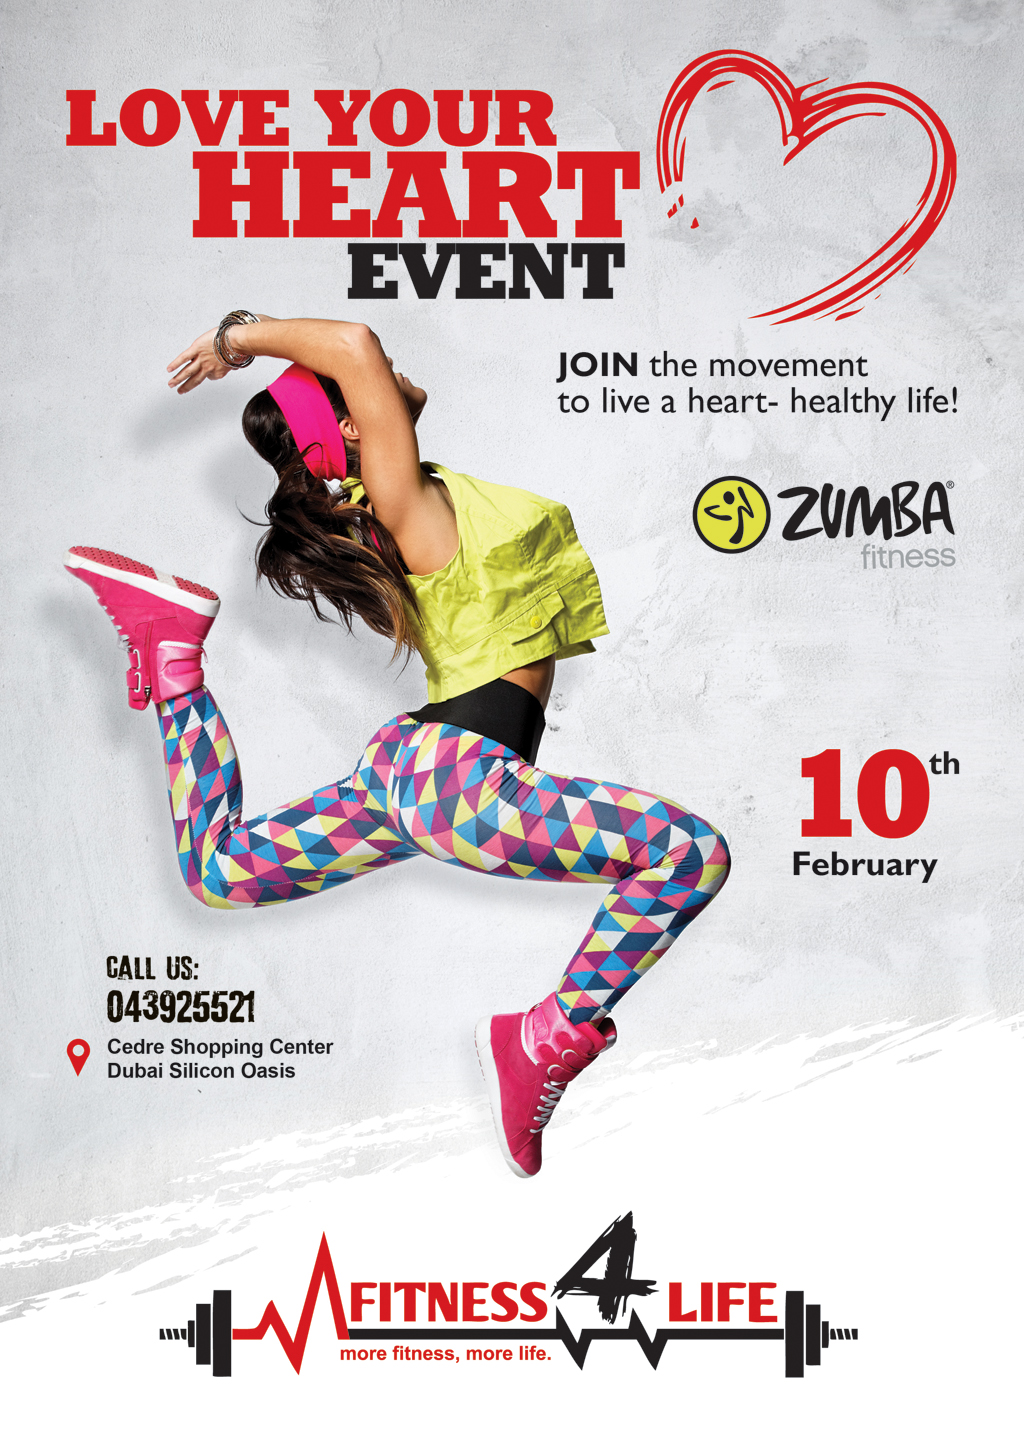 LOVE YOUR
HEART
EVENT
JOIN the movement
to live a heart- healthy life!
ZUMBA®
fitness
10th
February
CALL US:
043925521
Cedre Shopping Center
Dubai Silicon Oasis
FITNESS 4 LIFE
more fitness, more life.